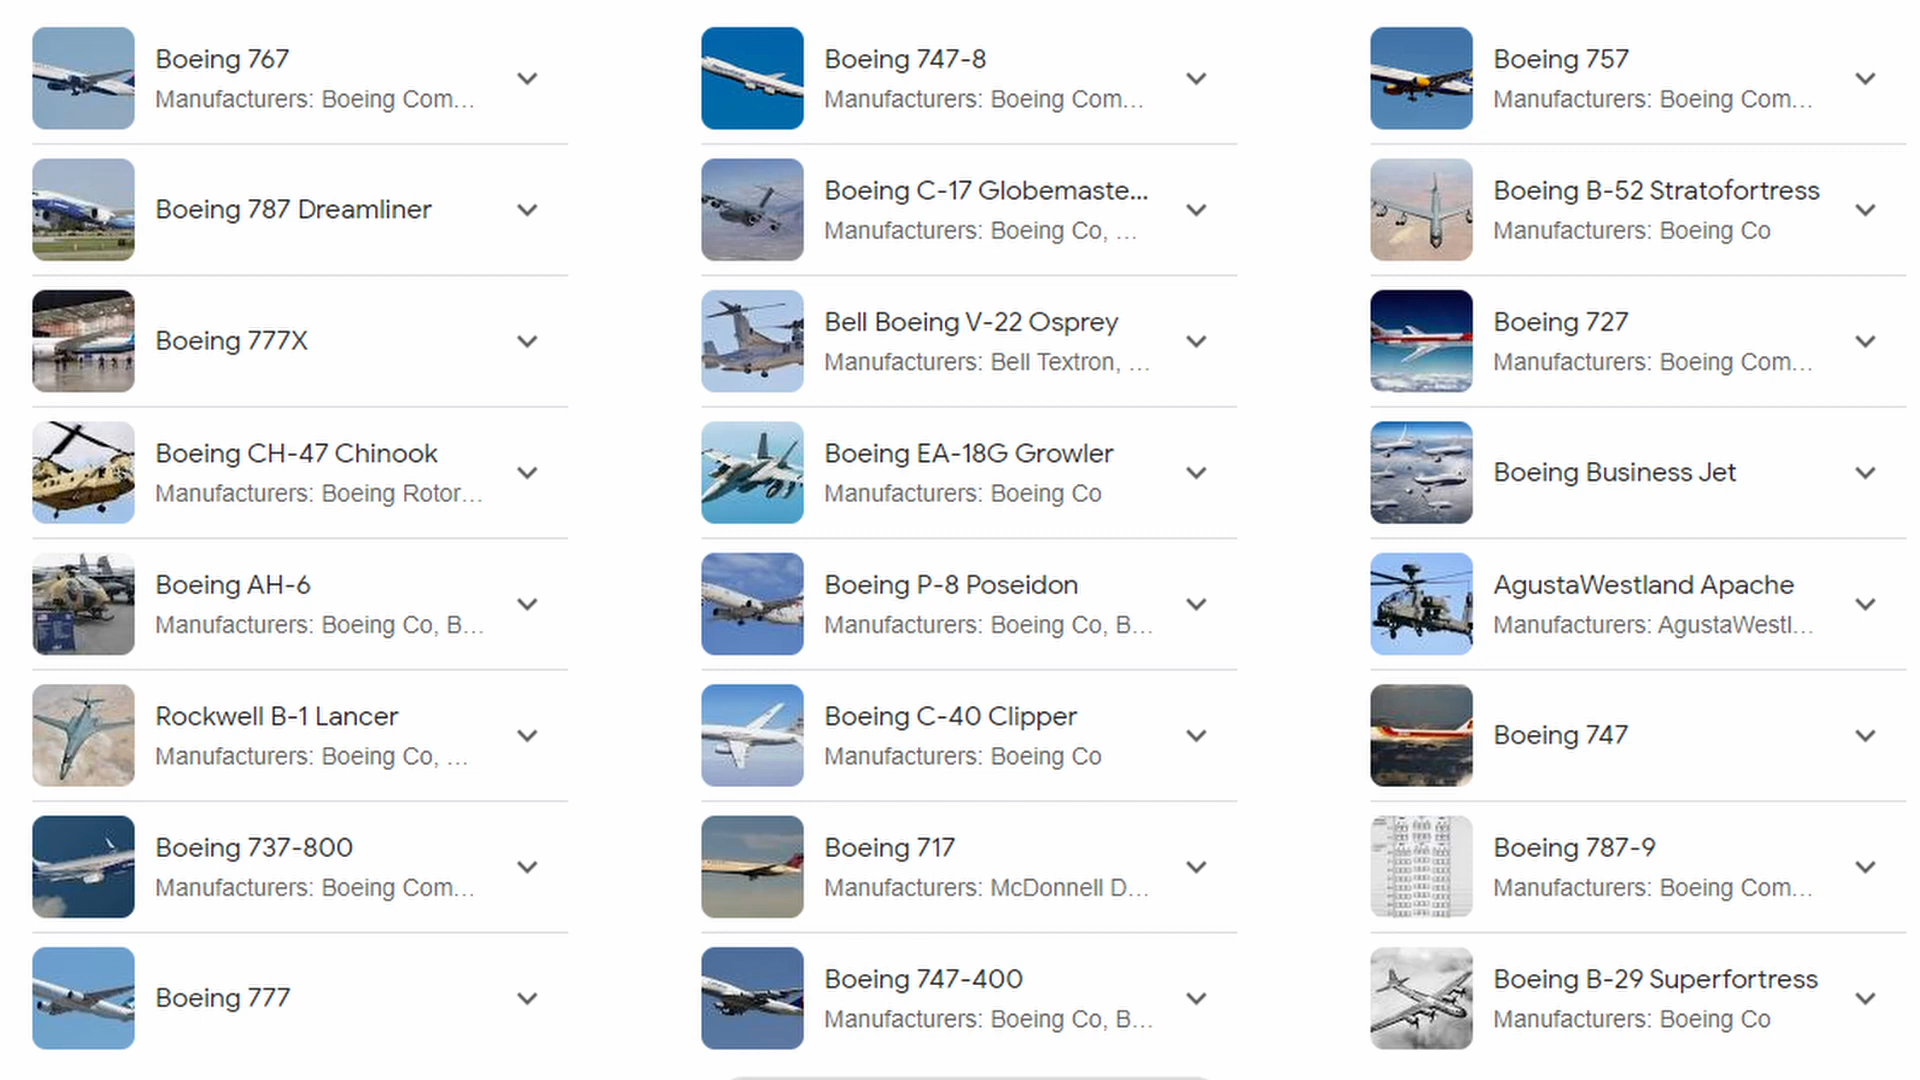 Boeing 767
Manufacturers: Boeing Com...
Boeing 787 Dreamliner
Boeing 777X
Boeing CH-47 Chinook
Manufacturers: Boeing Rotor...
Boeing AH-6
Manufacturers: Boeing Co, B...
Rockwell B-1 Lancer
Manufacturers: Boeing Co, ...
Boeing 737-800
Manufacturers: Boeing Com...
Boeing 777
Boeing 747-8
Manufacturers: Boeing Com...
Boeing C-17 Globemaste...
Manufacturers: Boeing Co, ...
Bell Boeing V-22 Osprey
Manufacturers: Bell Textron, ...
Boeing EA-18G Growler
Manufacturers: Boeing Co
Boeing P-8 Poseidon
Manufacturers: Boeing Co, B...
Boeing C-40 Clipper
Manufacturers: Boeing Co
Boeing 717
Manufacturers: McDonnell D...
Boeing 747-400
Manufacturers: Boeing Co, B...
Boeing 757
Manufacturers: Boeing Com...
Boeing B-52 Stratofortress
Manufacturers: Boeing Co
Boeing 727
Manufacturers: Boeing Com...
Boeing Business Jet
AgustaWestland Apache
Manufacturers: AgustaWestl...
Boeing 747
Boeing 787-9
Manufacturers: Boeing Com...
Boeing B-29 Superfortress
Manufacturers: Boeing Co